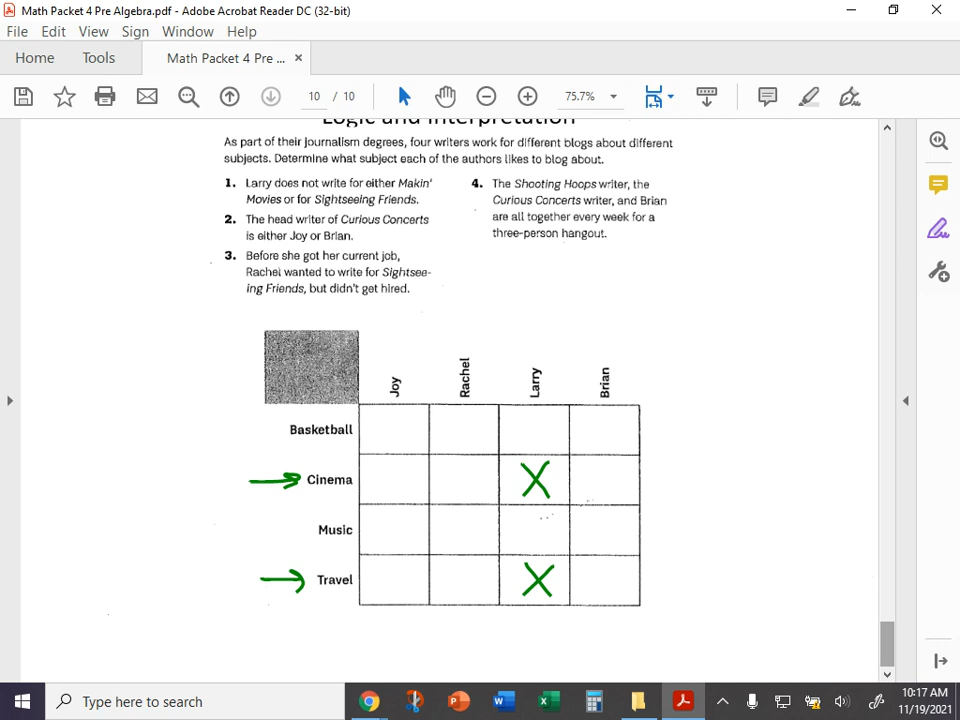 Math Packet 4 Pre Algebra.pdf - Adobe Acrobat Reader DC (32-bit)
File Edit View Sign Window Help
Home Tools Math Packet 4 Pre ... ×
10 / 10 75.7%
Logic and Interpretation
As part of their journalism degrees, four writers work for different blogs about different
subjects. Determine what subject each of the authors likes to blog about.
1. Larry does not write for either Makin'
Movies or for Sightseeing Friends.
2. The head writer of Curious Concerts
is either Joy or Brian.
3. Before she got her current job,
Rachel wanted to write for Sightsee-
ing Friends, but didn't get hired.
4. The Shooting Hoops writer, the
Curious Concerts writer, and Brian
are all together every week for a
three-person hangout.
Joy Rachel Larry Brian
Basketball
Cinema X
Music
Travel X
Type here to search
10:17 AM
11/19/2021